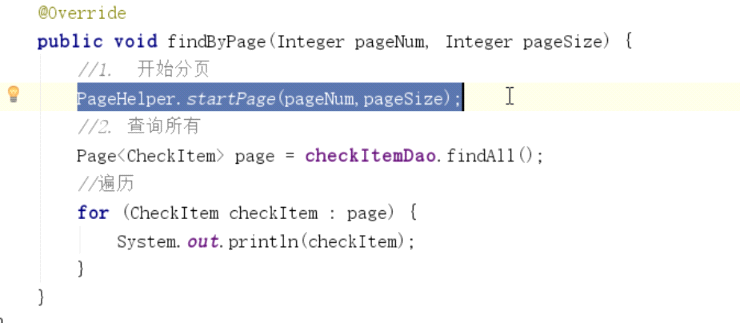 @Override
public void findByPage(Integer pageNum, Integer pageSize) {
//1. 开始分页
PageHelper.startPage(pageNum,pageSize);
//2. 查询所有
Page<CheckItem> page = checkItemDao.findAll();
//遍历
for (CheckItem checkItem : page) {
System.out.println(checkItem);
}
}